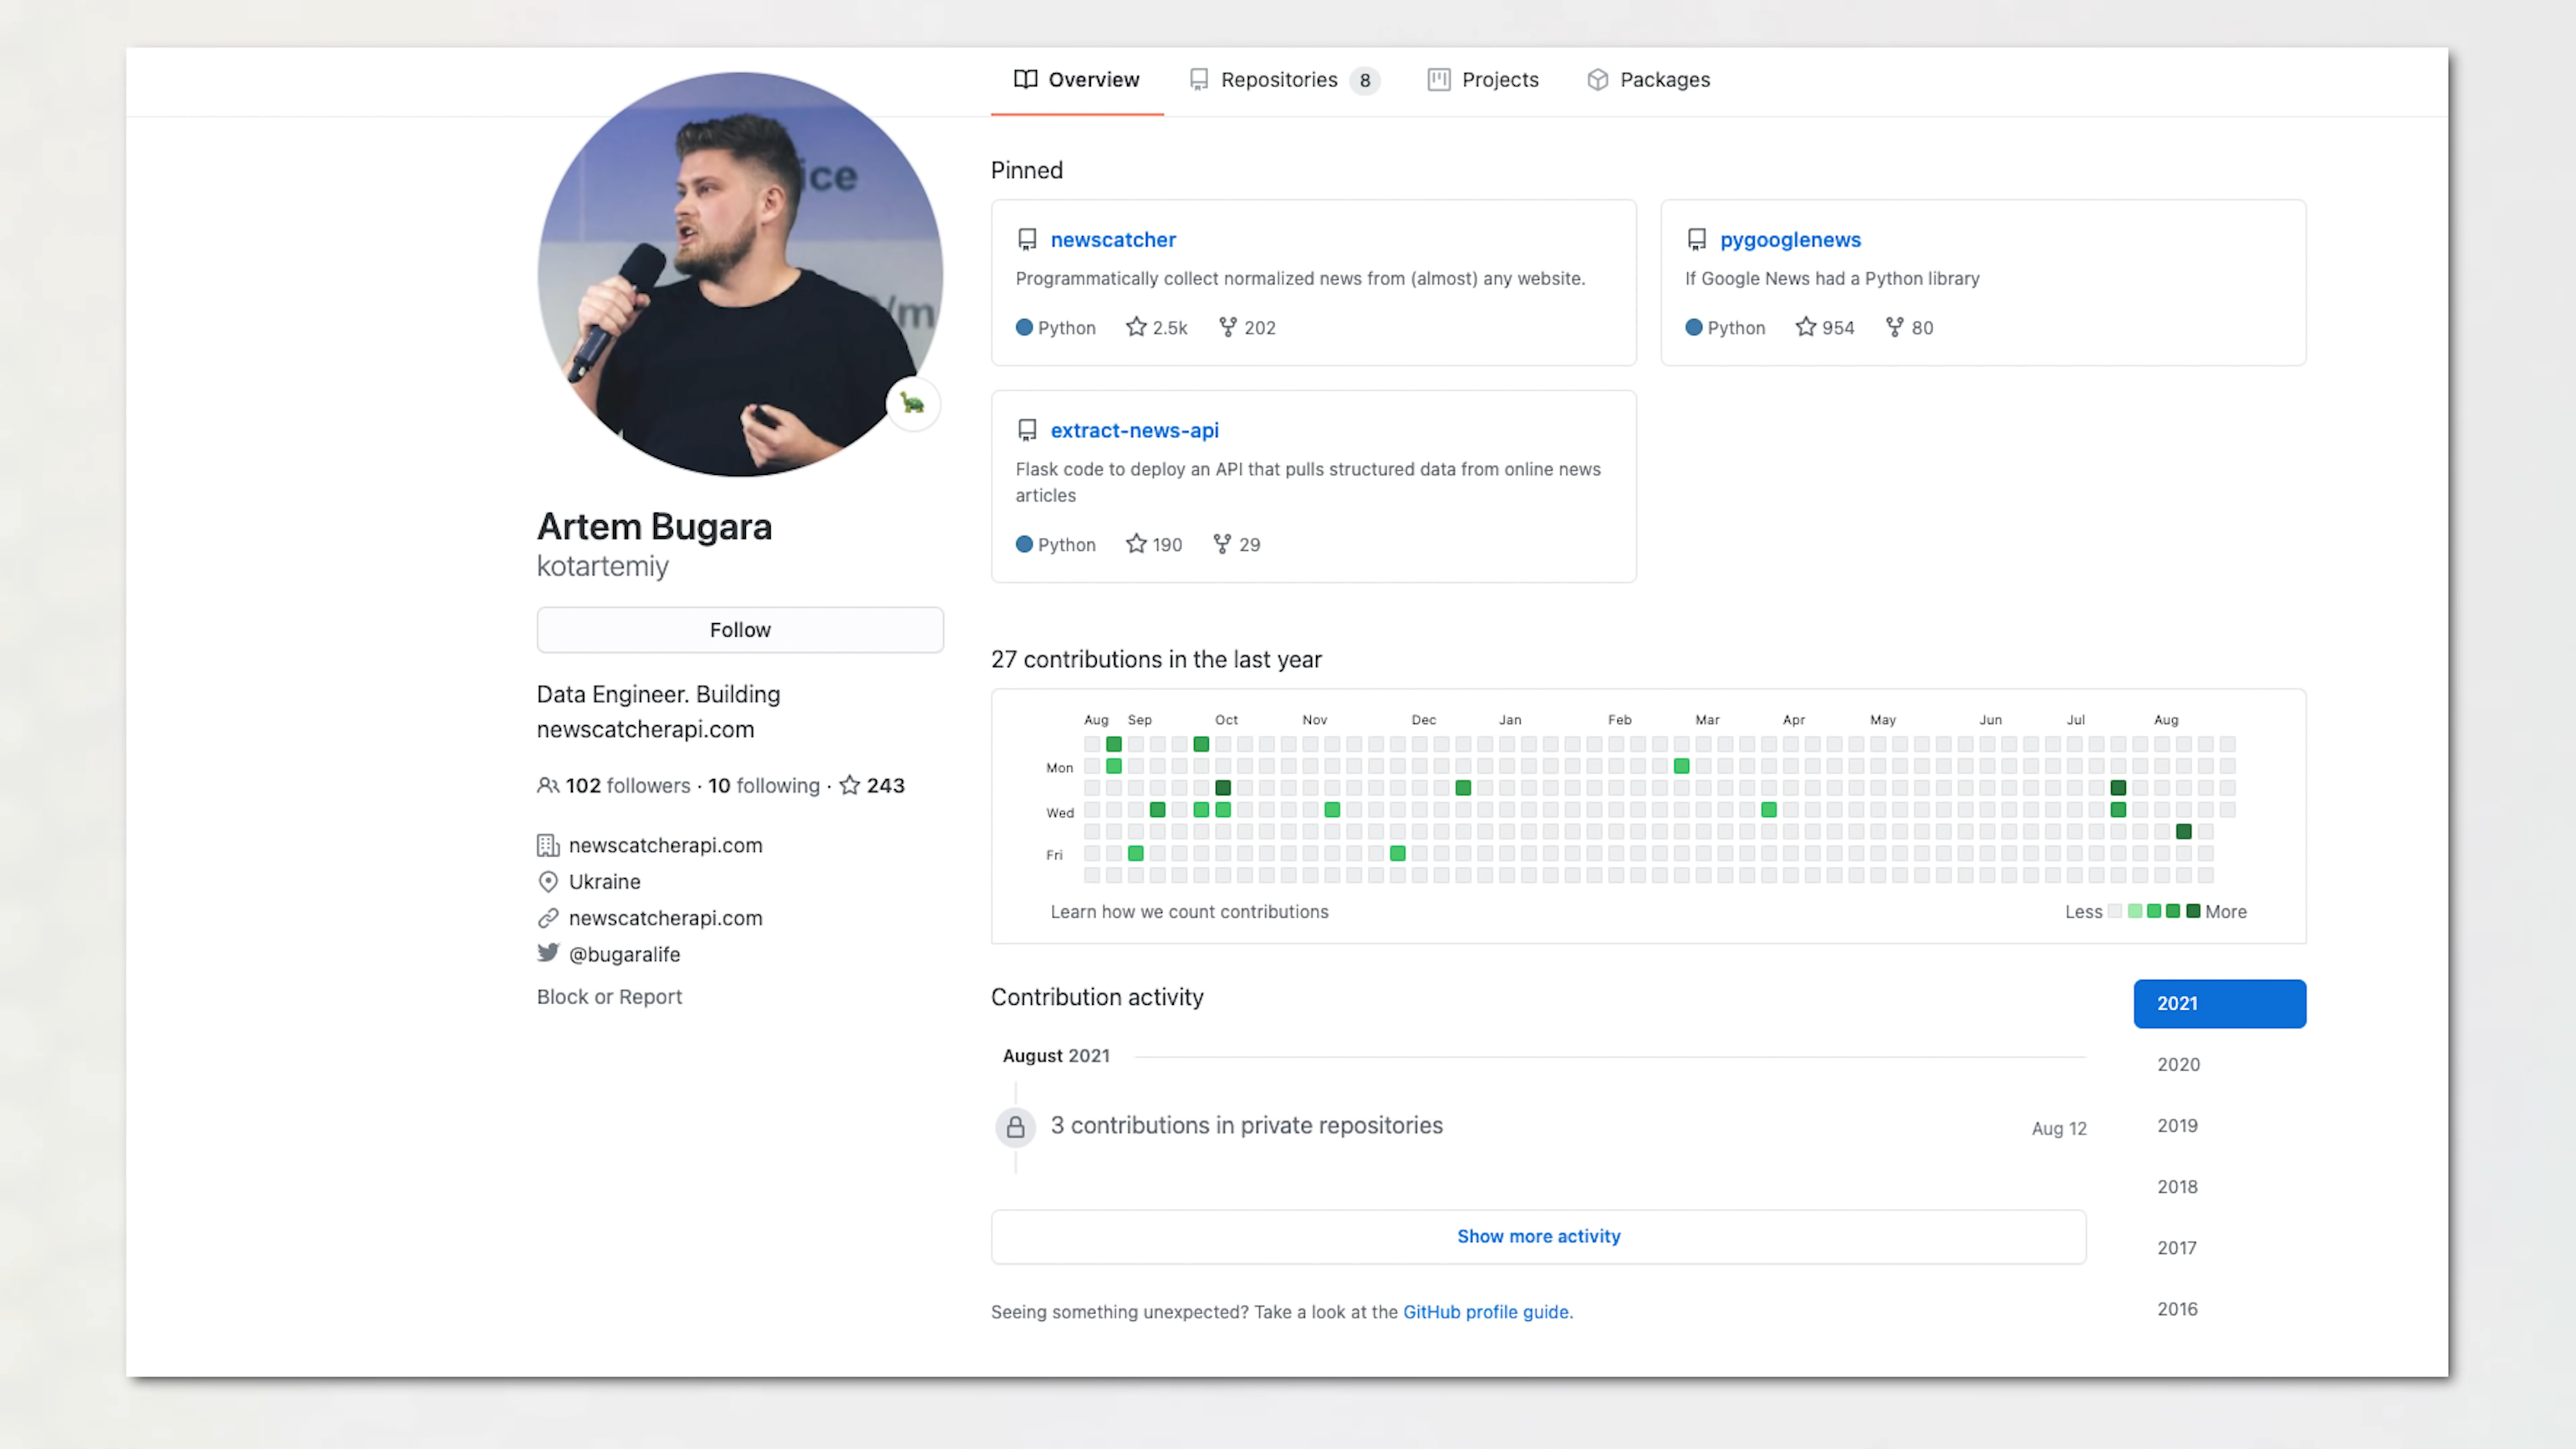 Overview
Repositories 8
Projects
Packages
ice
/m
Artem Bugara
kotartemiy
Follow
Data Engineer. Building
newscatcherapi.com
102 followers · 10 following · 243
newscatcherapi.com
Ukraine
newscatcherapi.com
@bugaralife
Block or Report
Pinned
newscatcher
Programmatically collect normalized news from (almost) any website.
Python 2.5k 202
pygooglenews
If Google News had a Python library
Python 954 80
extract-news-api
Flask code to deploy an API that pulls structured data from online news
articles
Python 190 29
27 contributions in the last year
Aug Sep Oct Nov Dec Jan Feb Mar Apr May Jun Jul Aug
Mon
Wed
Fri
Learn how we count contributions
Less More
Contribution activity
August 2021
3 contributions in private repositories
Aug 12
Show more activity
Seeing something unexpected? Take a look at the GitHub profile guide.
2021
2020
2019
2018
2017
2016